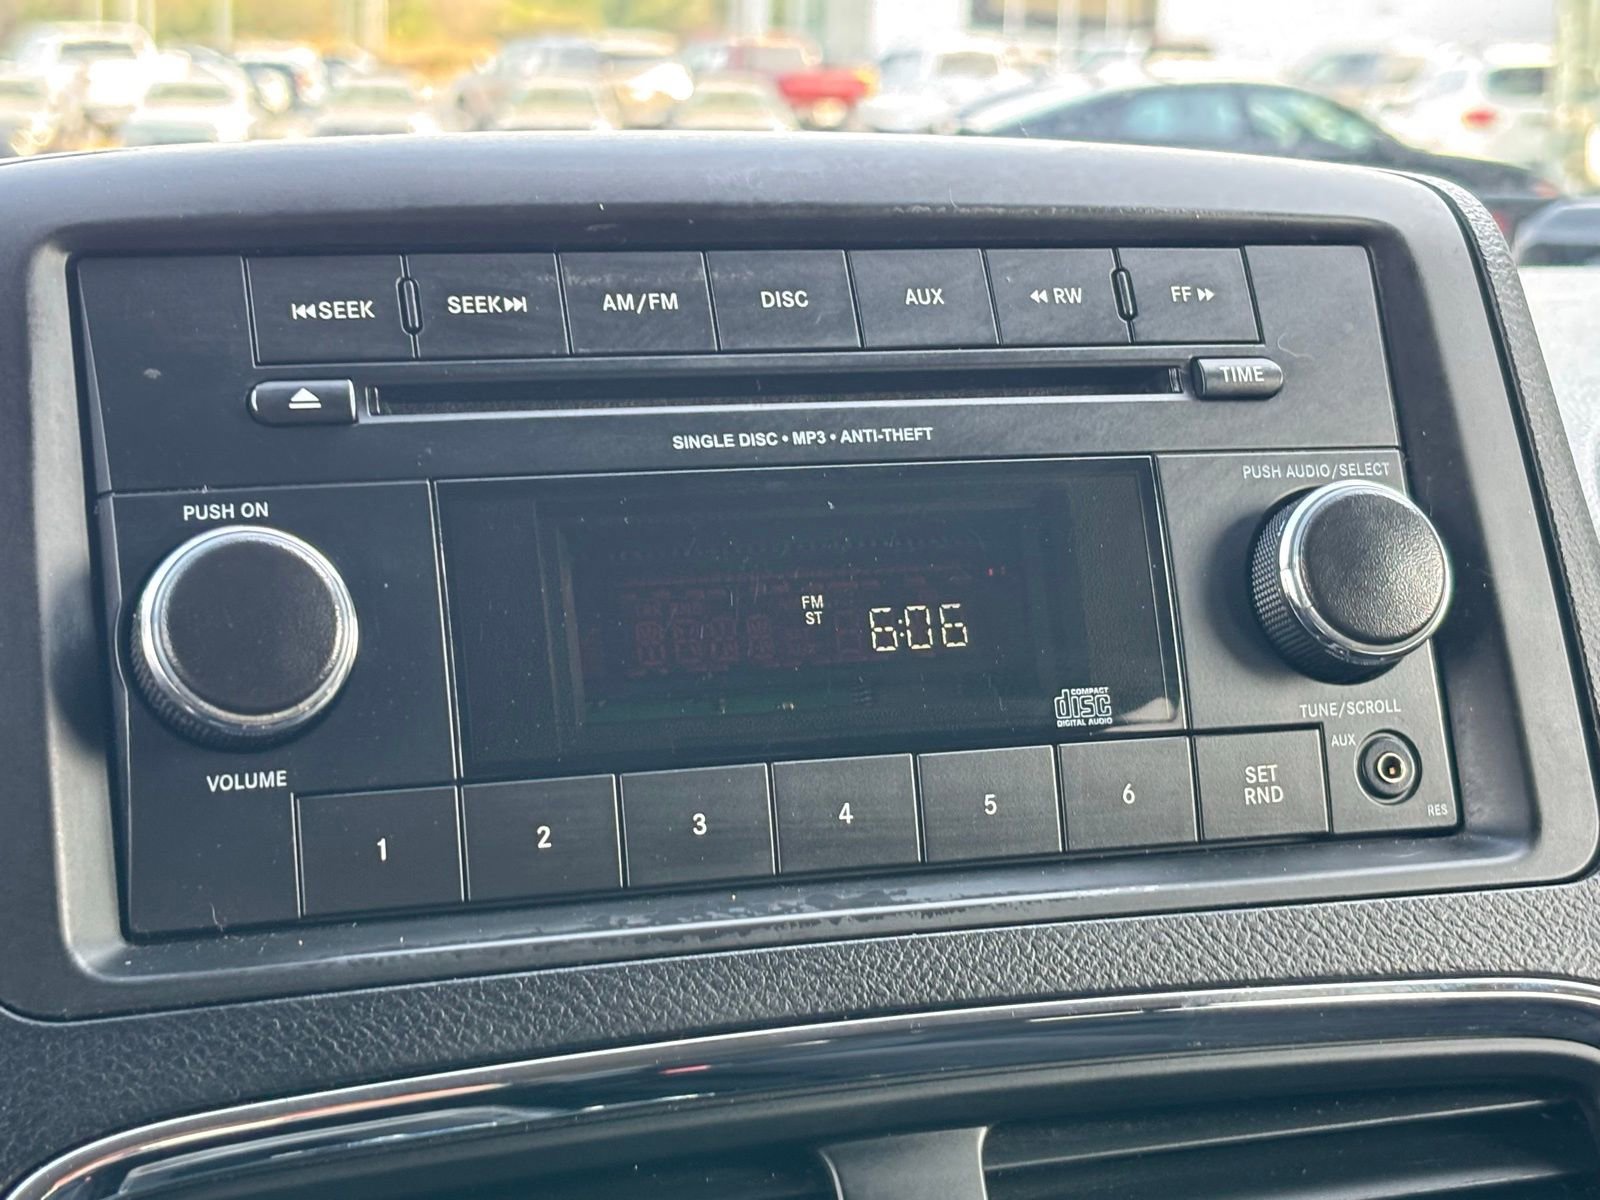 SEEK
SEEK
AM/FM
DISC
AUX
RW
FF
TIME
SINGLE DISC • MP3 • ANTI-THEFT
PUSH ON
PUSH AUDIO/SELECT
FM
ST
6:06
COMPACT
disc
DIGITAL AUDIO
TUNE/SCROLL
VOLUME
AUX
1
2
3
4
5
6
SET
RND
RES